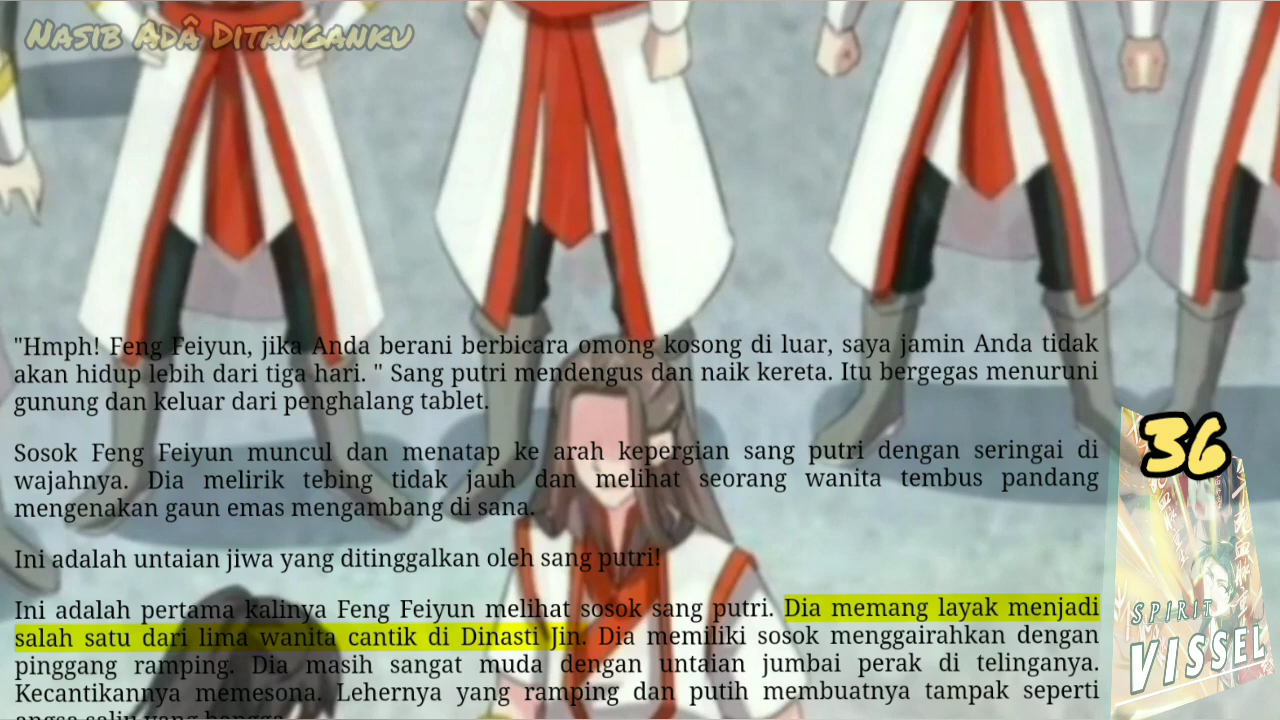 Nasib Adâ Ditanganku
"Hmph! Feng Feiyun, jika Anda berani berbicara omong kosong di luar, saya jamin Anda tidak
akan hidup lebih dari tiga hari. " Sang putri mendengus dan naik kereta. Itu bergegas menuruni
gunung dan keluar dari penghalang tablet.
Sosok Feng Feiyun muncul dan menatap ke arah kepergian sang putri dengan seringai di
wajahnya. Dia melirik tebing tidak jauh dan melihat seorang wanita tembus pandang
mengenakan gaun emas mengambang di sana.
Ini adalah untaian jiwa yang ditinggalkan oleh sang putri!
Ini adalah pertama kalinya Feng Feiyun melihat sosok sang putri. Dia memang layak menjadi
salah satu dari lima wanita cantik di Dinasti Jin. Dia memiliki sosok menggairahkan dengan
pinggang ramping. Dia masih sangat muda dengan untaian jumbai perak di telinganya.
Kecantikannya memesona. Lehernya yang ramping dan putih membuatnya tampak seperti
36
SPIRIT
VISSEL